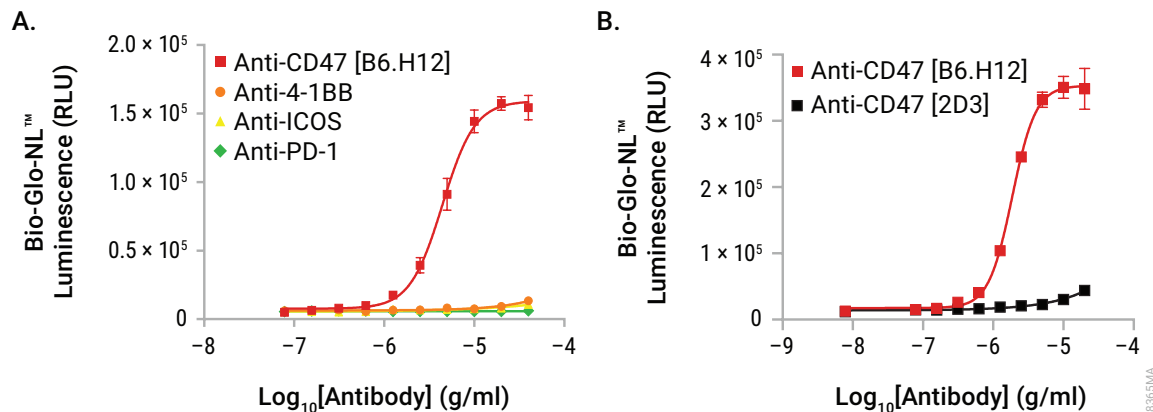 A.
Bio-Glo-NL™
Luminescence (RLU)
2.0 × 10⁵
1.5 × 10⁵
1.0 × 10⁵
0.5 × 10⁵
0
Anti-CD47 [B6.H12]
Anti-4-1BB
Anti-ICOS
Anti-PD-1
−8
−7
−6
−5
−4
Log₁₀[Antibody] (g/ml)
B.
Bio-Glo-NL™
Luminescence (RLU)
4 × 10⁵
3 × 10⁵
2 × 10⁵
1 × 10⁵
0
Anti-CD47 [B6.H12]
Anti-CD47 [2D3]
−9
−8
−7
−6
−5
−4
Log₁₀[Antibody] (g/ml)
8365MA